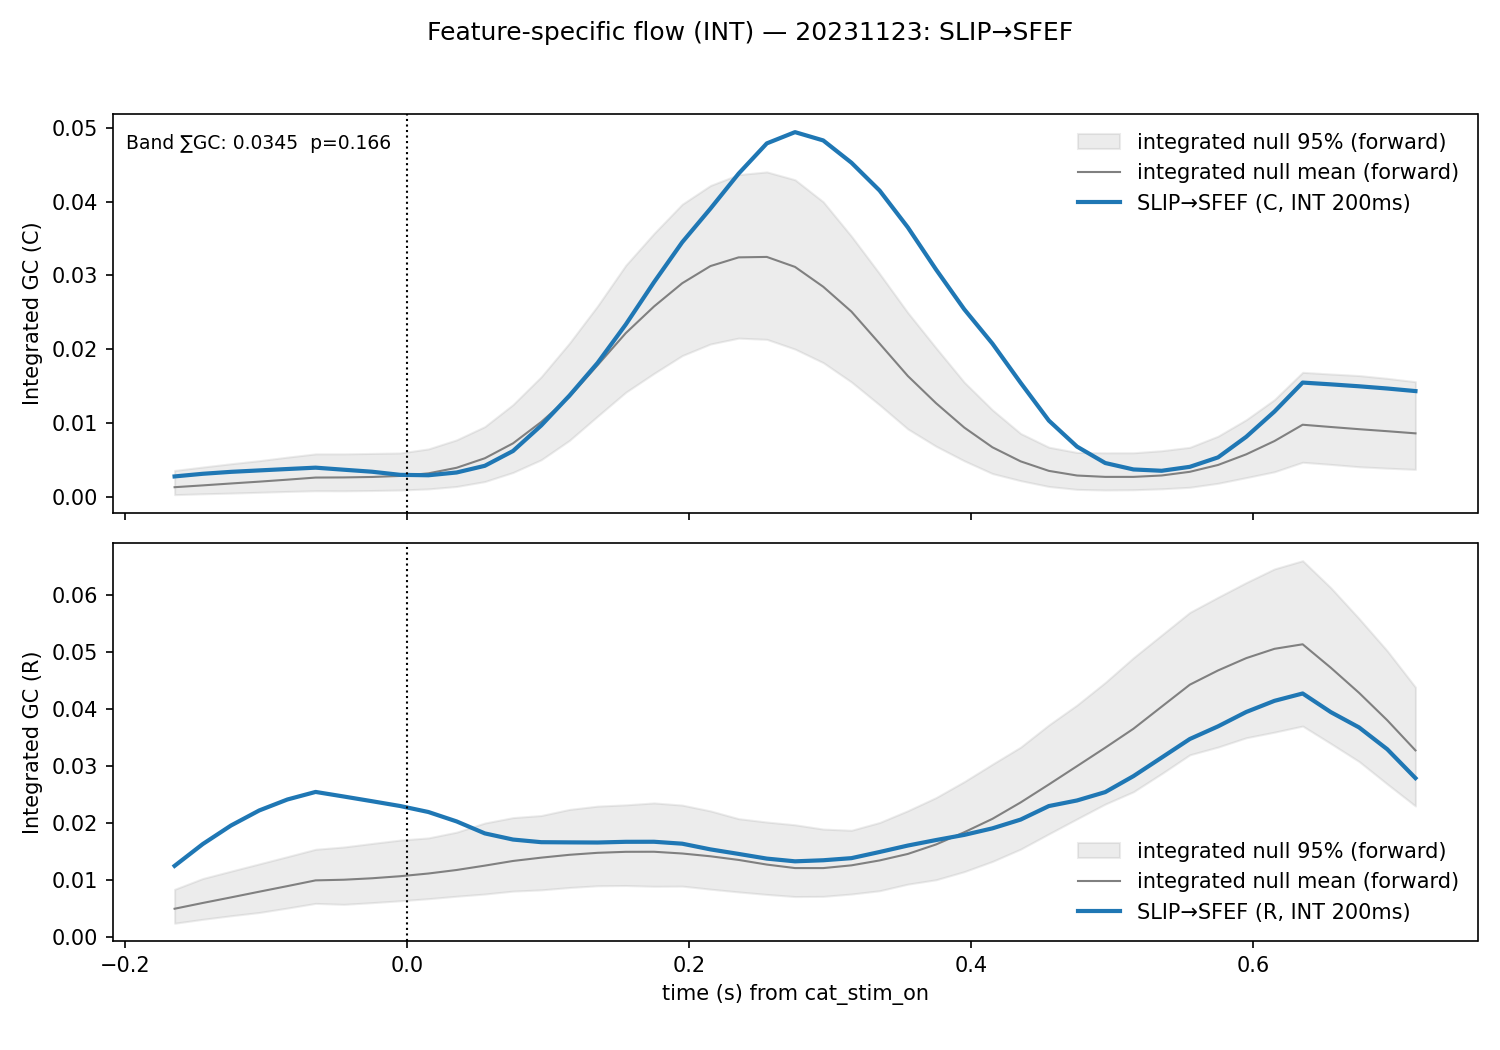 Feature-specific flow (INT) — 20231123: SLIP→SFEF
Band ∑GC: 0.0345  p=0.166
integrated null 95% (forward)
integrated null mean (forward)
SLIP→SFEF (C, INT 200ms)
Integrated GC (C)
0.05
0.04
0.03
0.02
0.01
0.00
Integrated GC (R)
0.06
0.05
0.04
0.03
0.02
0.01
0.00
integrated null 95% (forward)
integrated null mean (forward)
SLIP→SFEF (R, INT 200ms)
−0.2
0.0
0.2
0.4
0.6
time (s) from cat_stim_on